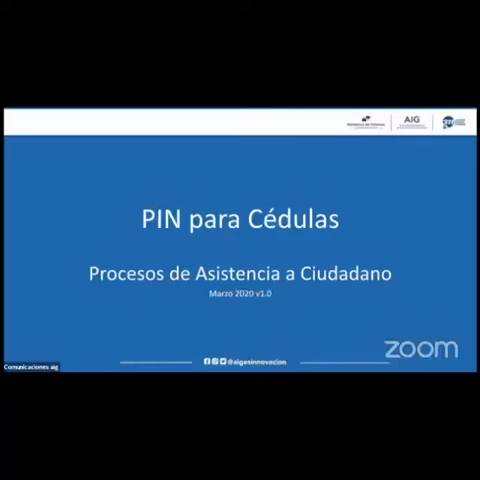 AIG
PIN para Cédulas
Procesos de Asistencia a Ciudadano
Marzo 2020 v1.0
zoom
Comunicaciones aig
@aigesinnovacion